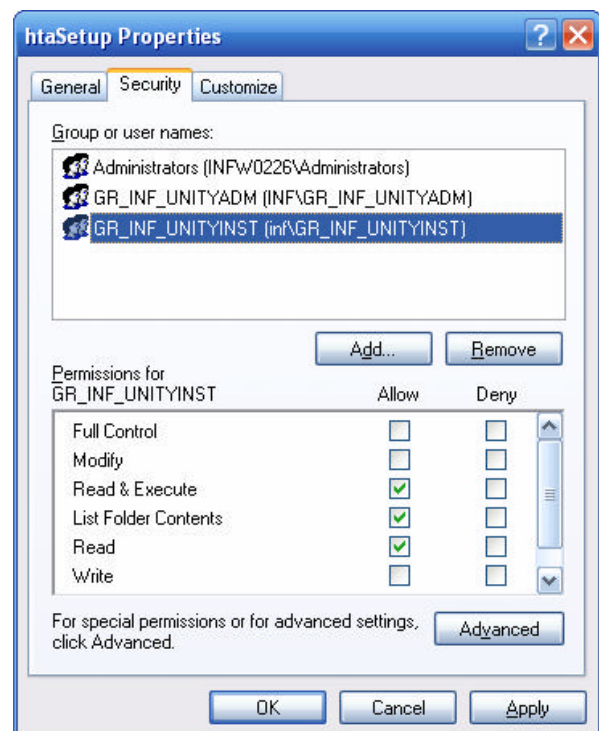 htaSetup Properties
General Security Customize
Group or user names:
Administrators (INFW0226\Administrators)
GR_INF_UNITYADM (INF\GR_INF_UNITYADM)
GR_INF_UNITYINST (inf\GR_INF_UNITYINST)
Add... Remove
Permissions for
GR_INF_UNITYINST Allow Deny
Full Control
Modify
Read & Execute
List Folder Contents
Read
Write
For special permissions or for advanced settings,
click Advanced.
Advanced
OK Cancel Apply